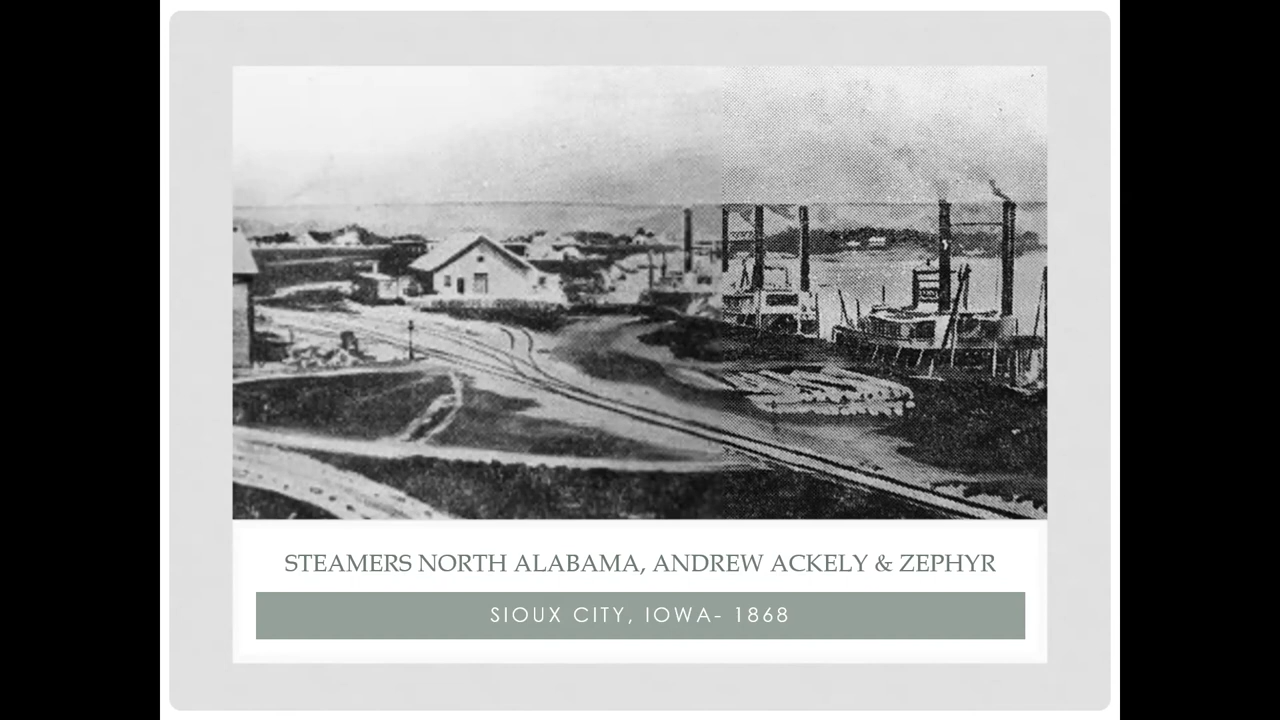 STEAMERS NORTH ALABAMA, ANDREW ACKELY & ZEPHYR
SIOUX CITY, IOWA- 1868